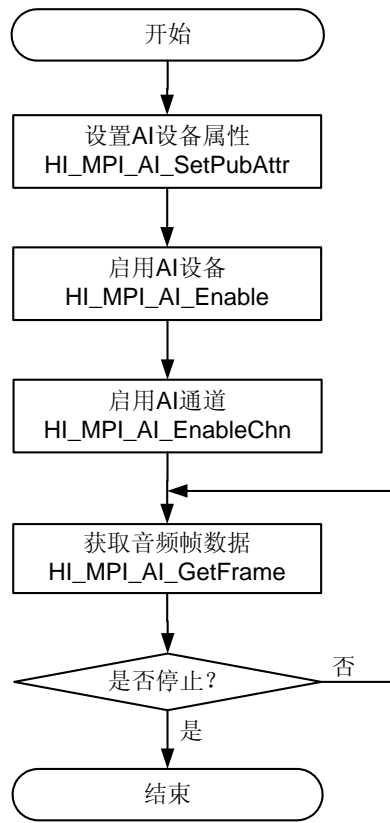 开始
设置AI设备属性
HI_MPI_AI_SetPubAttr
启用AI设备
HI_MPI_AI_Enable
启用AI通道
HI_MPI_AI_EnableChn
获取音频帧数据
HI_MPI_AI_GetFrame
是否停止?
否
是
结束